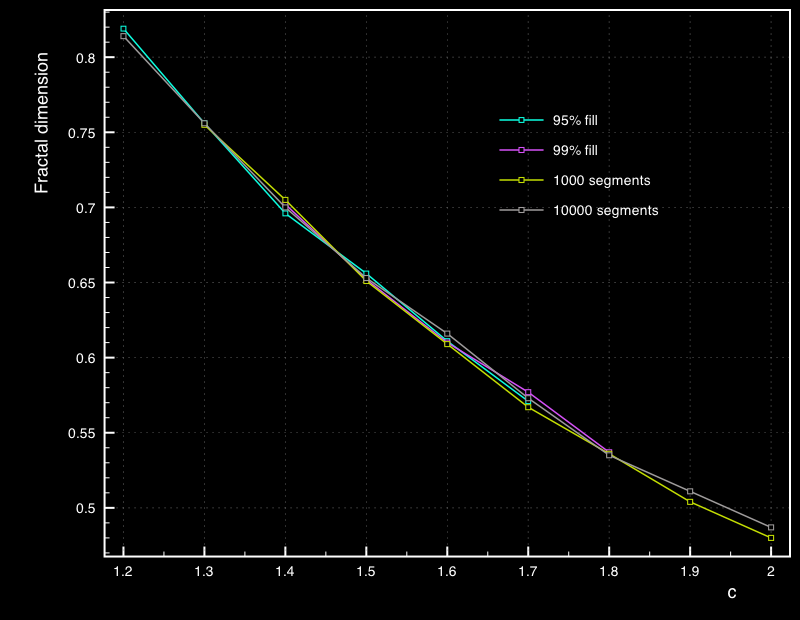 Fractal dimension
0.8
0.75
0.7
0.65
0.6
0.55
0.5
95% fill
99% fill
1000 segments
10000 segments
1.2 1.3 1.4 1.5 1.6 1.7 1.8 1.9 2
c